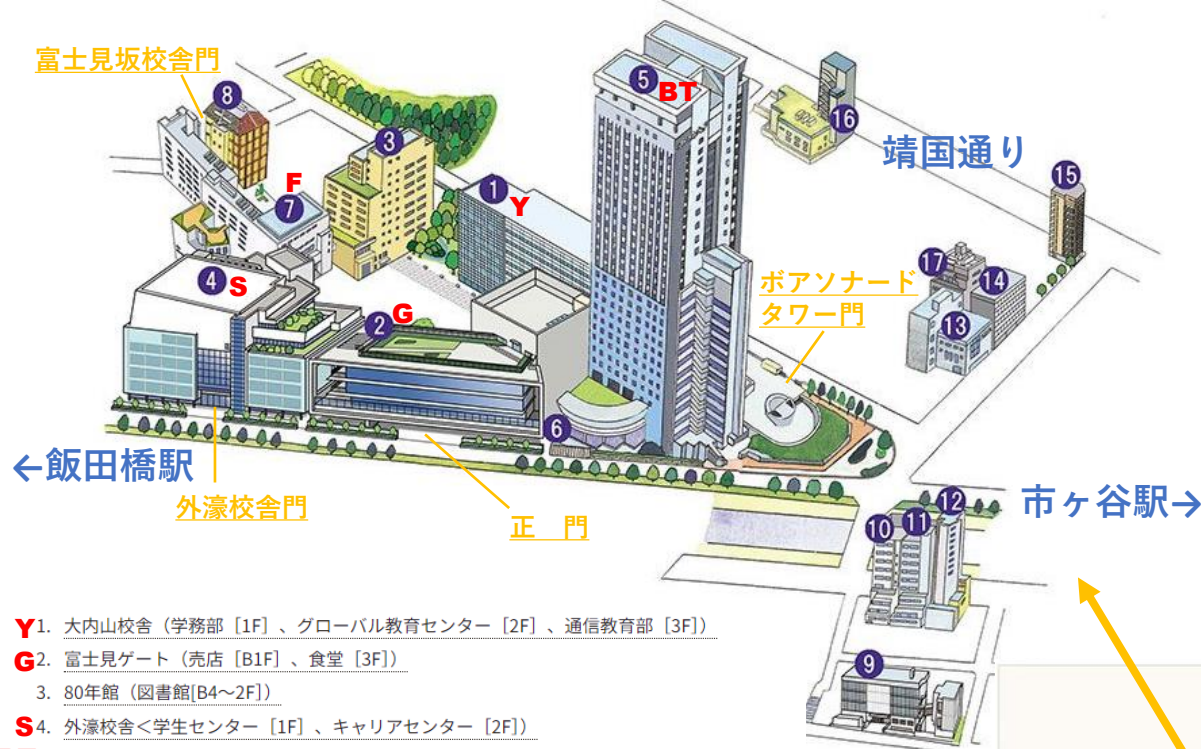 富士見坂校舎門
8
5 BT
3
16
靖国通り
F
7
1 Y
15
4 S
17
14
ボアソナード
タワー門
G
2
13
6
←飯田橋駅
外濠校舎門
正 門
12
11
10
市ヶ谷駅→
9
Y 1. 大内山校舎（学務部［1F］、グローバル教育センター［2F］、通信教育部［3F］）
G 2. 富士見ゲート（売店［B1F］、食堂［3F］）
3. 80年館（図書館[B4～2F]）
S 4. 外濠校舎＜学生センター［1F］、キャリアセンター［2F］）